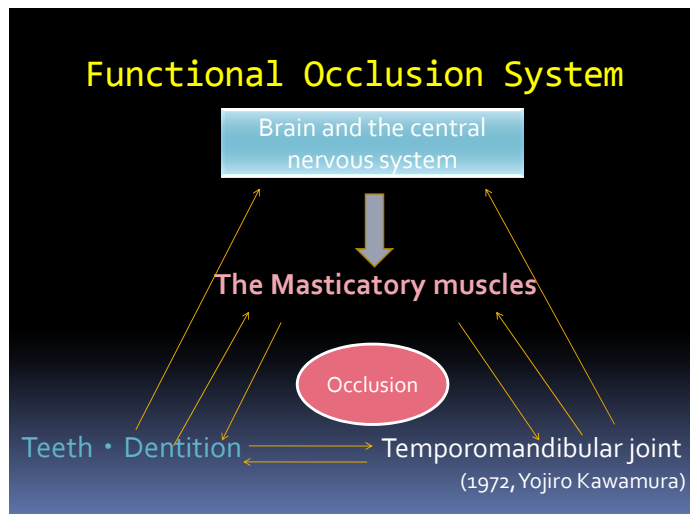 Functional Occlusion System
Brain and the central
nervous system
The Masticatory muscles
Occlusion
Teeth・Dentition
Temporomandibular joint
(1972, Yojiro Kawamura)